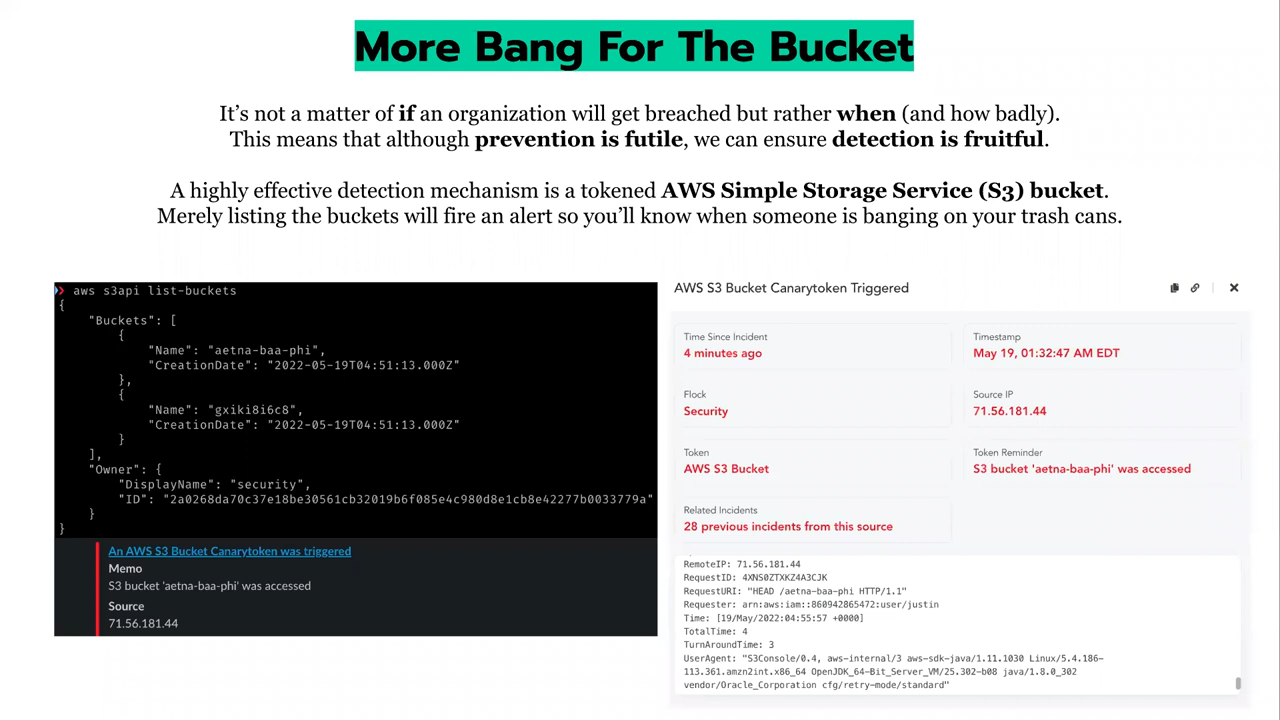 More Bang For The Bucket
It’s not a matter of if an organization will get breached but rather when (and how badly).
This means that although prevention is futile, we can ensure detection is fruitful.
A highly effective detection mechanism is a tokened AWS Simple Storage Service (S3) bucket.
Merely listing the buckets will fire an alert so you’ll know when someone is banging on your trash cans.
❯ aws s3api list-buckets
{
    "Buckets": [
        {
            "Name": "aetna-baa-phi",
            "CreationDate": "2022-05-19T04:51:13.000Z"
        },
        {
            "Name": "gxiki8i6c8",
            "CreationDate": "2022-05-19T04:51:13.000Z"
        }
    ],
    "Owner": {
        "DisplayName": "security",
        "ID": "2a0268da70c37e18be30561cb32019b6f085e4c980d8e1cb8e42277b0033779a"
    }
}
An AWS S3 Bucket Canarytoken was triggered
Memo
S3 bucket 'aetna-baa-phi' was accessed
Source
71.56.181.44
AWS S3 Bucket Canarytoken Triggered
Time Since Incident
4 minutes ago
Timestamp
May 19, 01:32:47 AM EDT
Flock
Security
Source IP
71.56.181.44
Token
AWS S3 Bucket
Token Reminder
S3 bucket 'aetna-baa-phi' was accessed
Related Incidents
28 previous incidents from this source
RemoteIP: 71.56.181.44
RequestID: 4XNS0ZTXKZ4A3CJK
RequestURI: "HEAD /aetna-baa-phi HTTP/1.1"
Requester: arn:aws:iam::860942865472:user/justin
Time: [19/May/2022:04:55:57 +0000]
TotalTime: 4
TurnAroundTime: 3
UserAgent: "S3Console/0.4, aws-internal/3 aws-sdk-java/1.11.1030 Linux/5.4.186-
113.361.amzn2int.x86_64 OpenJDK_64-Bit_Server_VM/25.302-b08 java/1.8.0_302
vendor/Oracle_Corporation cfg/retry-mode/standard"